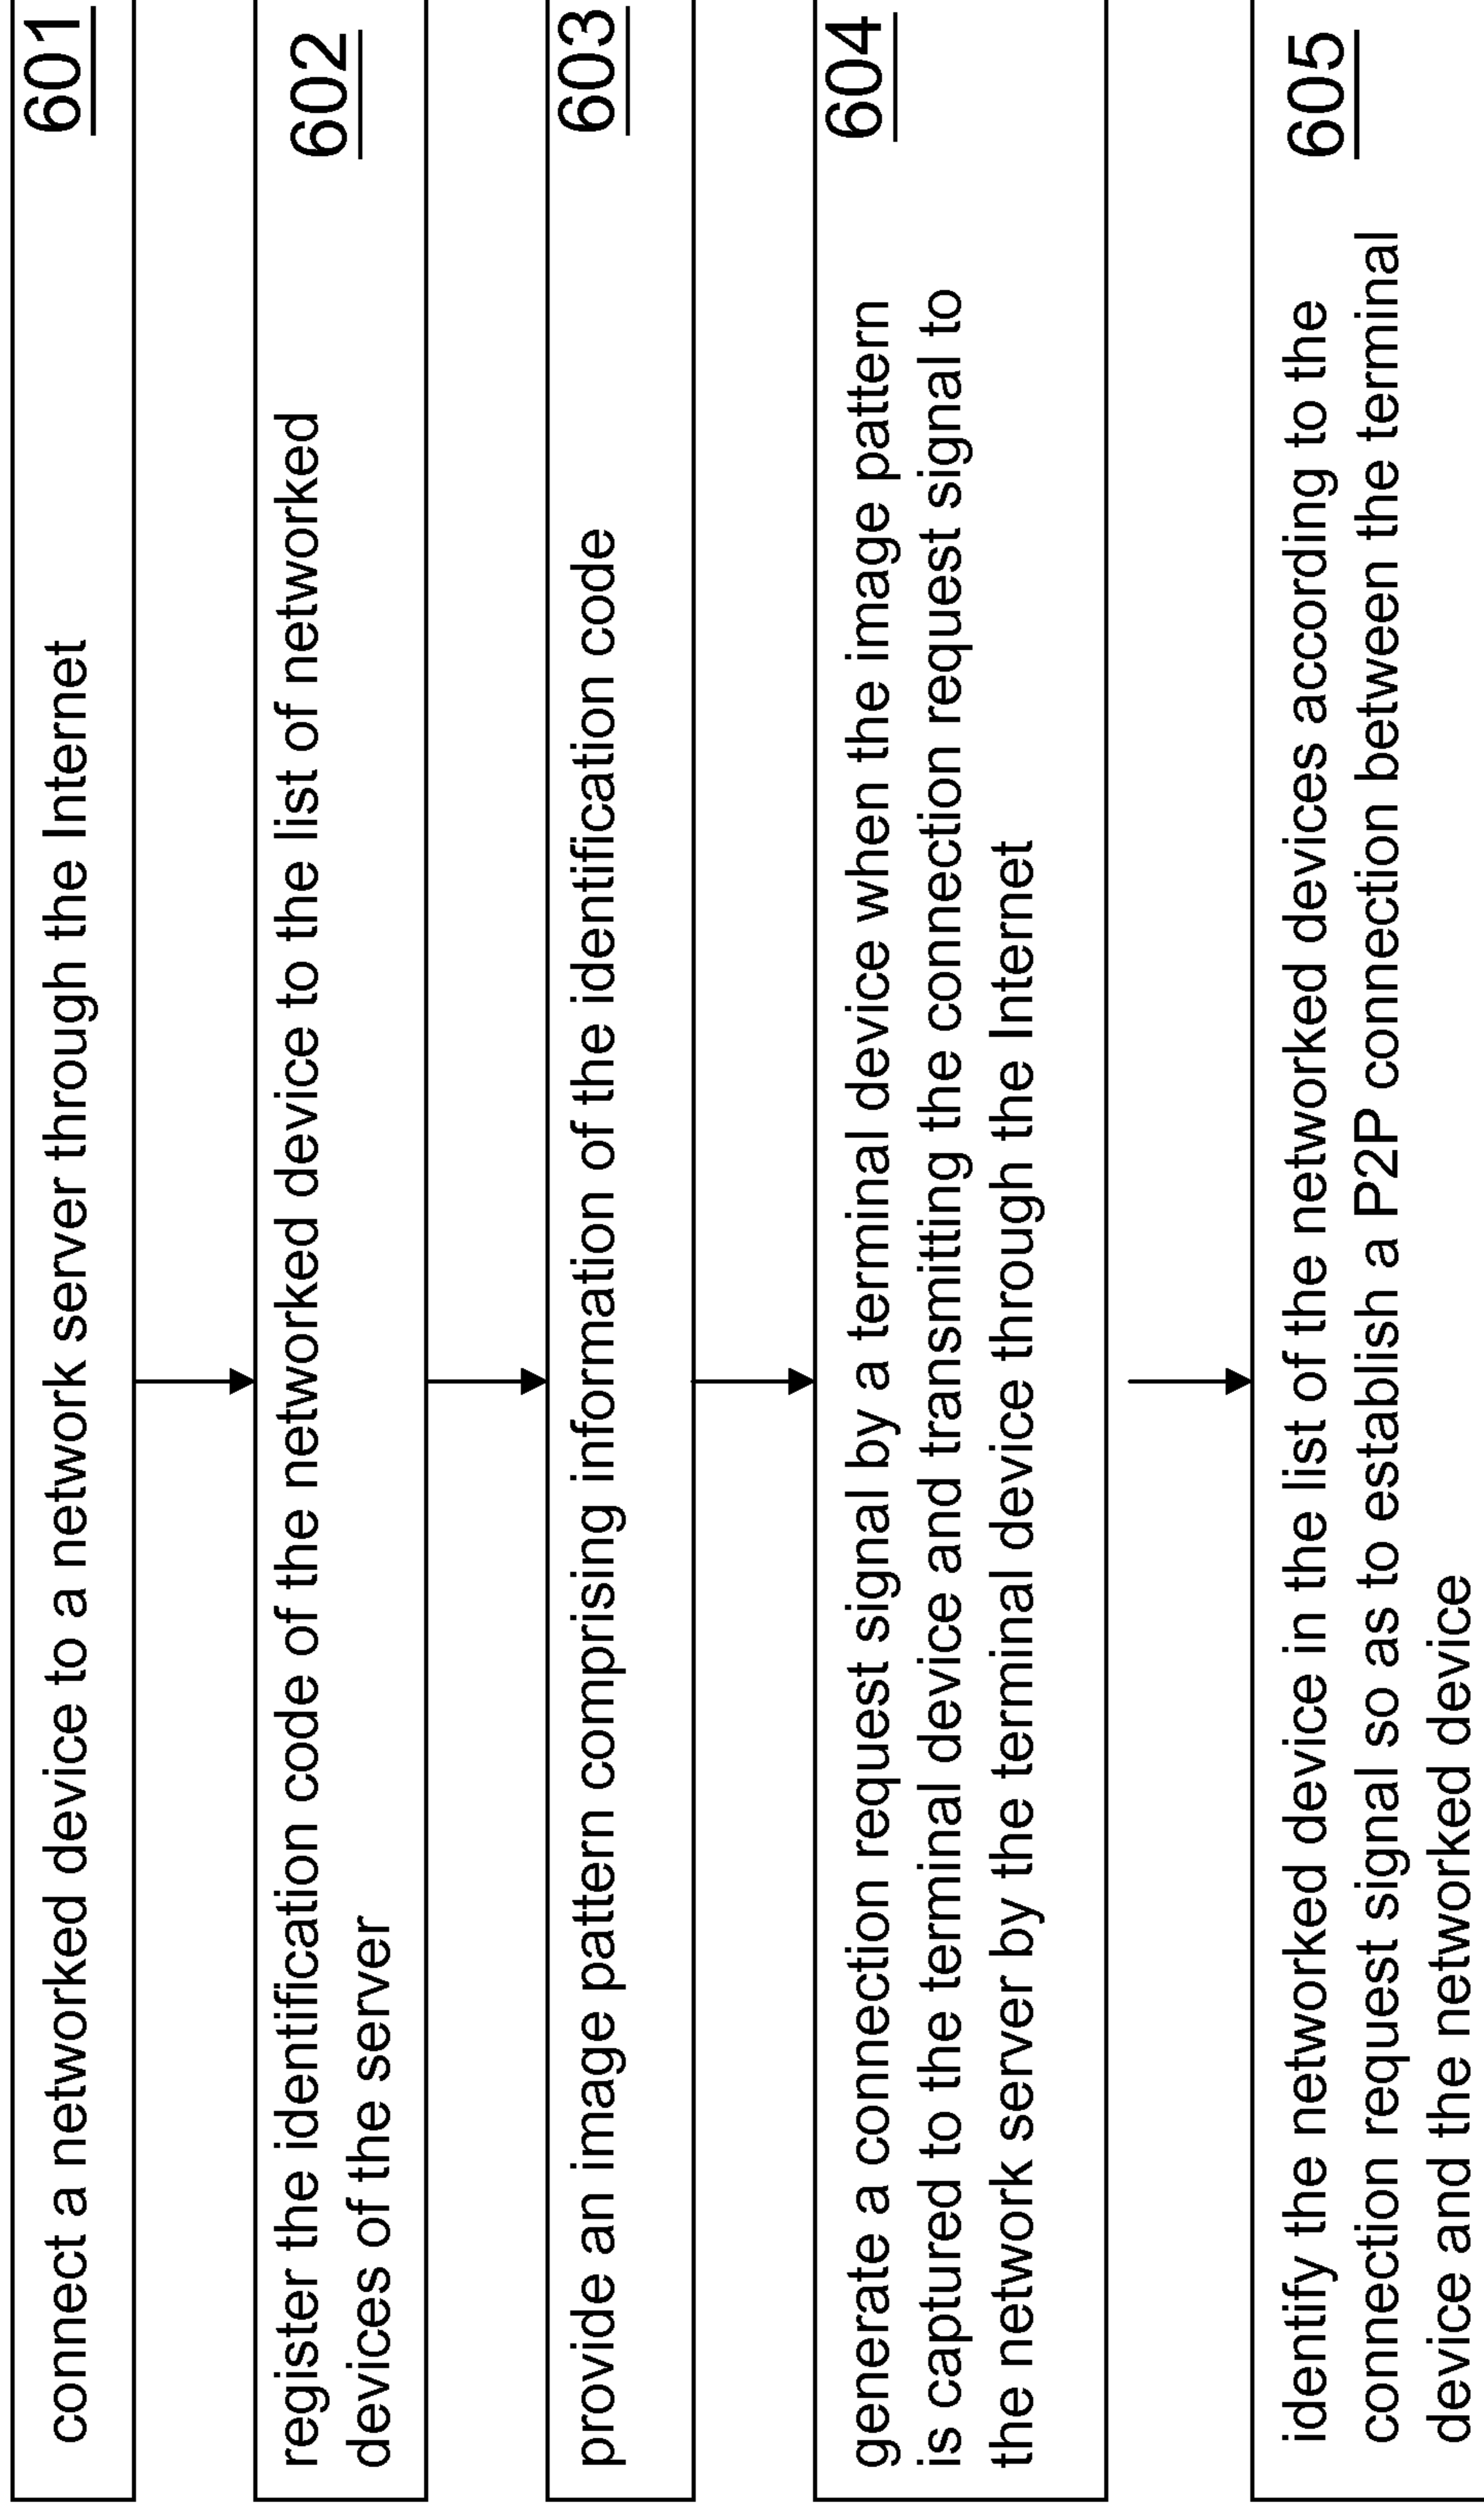 connect a networked device to a network server through the Internet
601
register the identification code of the networked device to the list of networked
devices of the server
602
provide an image pattern comprising information of the identification code
603
generate a connection request signal by a terminal device when the image pattern
is captured to the terminal device and transmitting the connection request signal to
the network server by the terminal device through the Internet
604
identify the networked device in the list of the networked devices according to the
connection request signal so as to establish a P2P connection between the terminal
device and the networked device
605